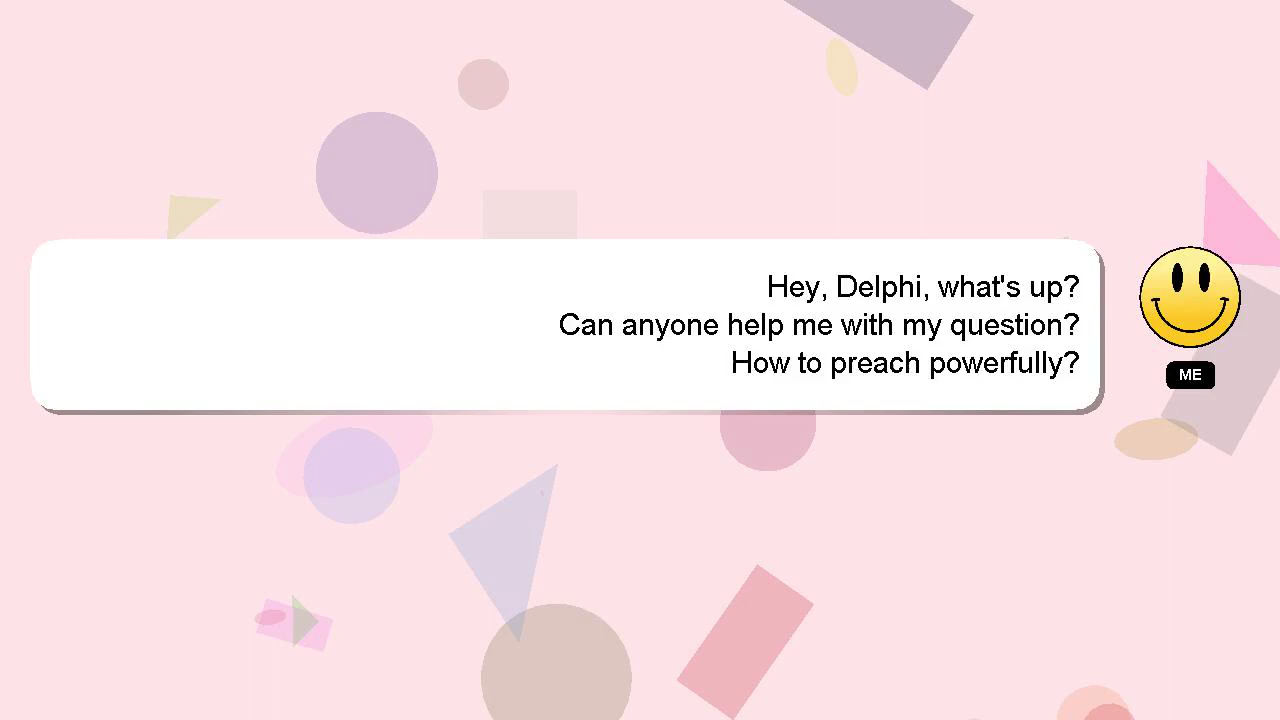 Hey, Delphi, what's up?
Can anyone help me with my question?
How to preach powerfully?
ME